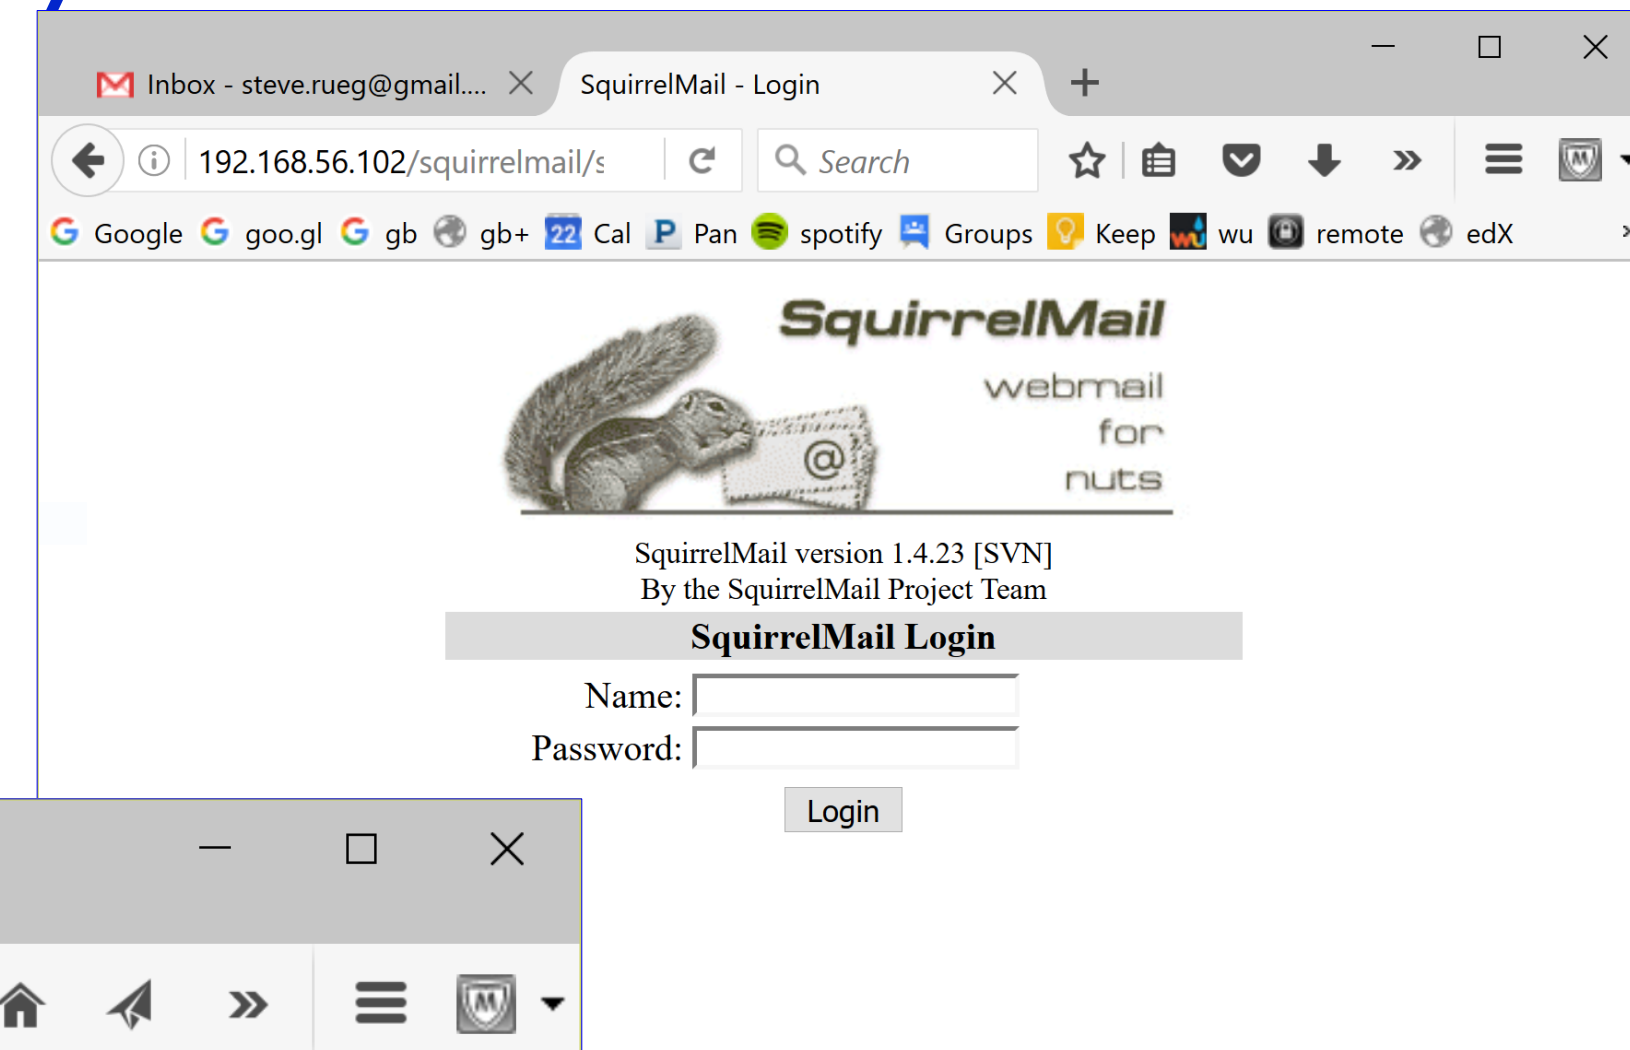 Inbox - steve.rueg@gmail.... SquirrelMail - Login
192.168.56.102/squirrelmail/s Search
Google goo.gl gb gb+ 22 Cal P Pan spotify Groups Keep wu remote edX
SquirrelMail
webmail
for
nuts
@
SquirrelMail version 1.4.23 [SVN]
By the SquirrelMail Project Team
SquirrelMail Login
Name:
Password:
Login